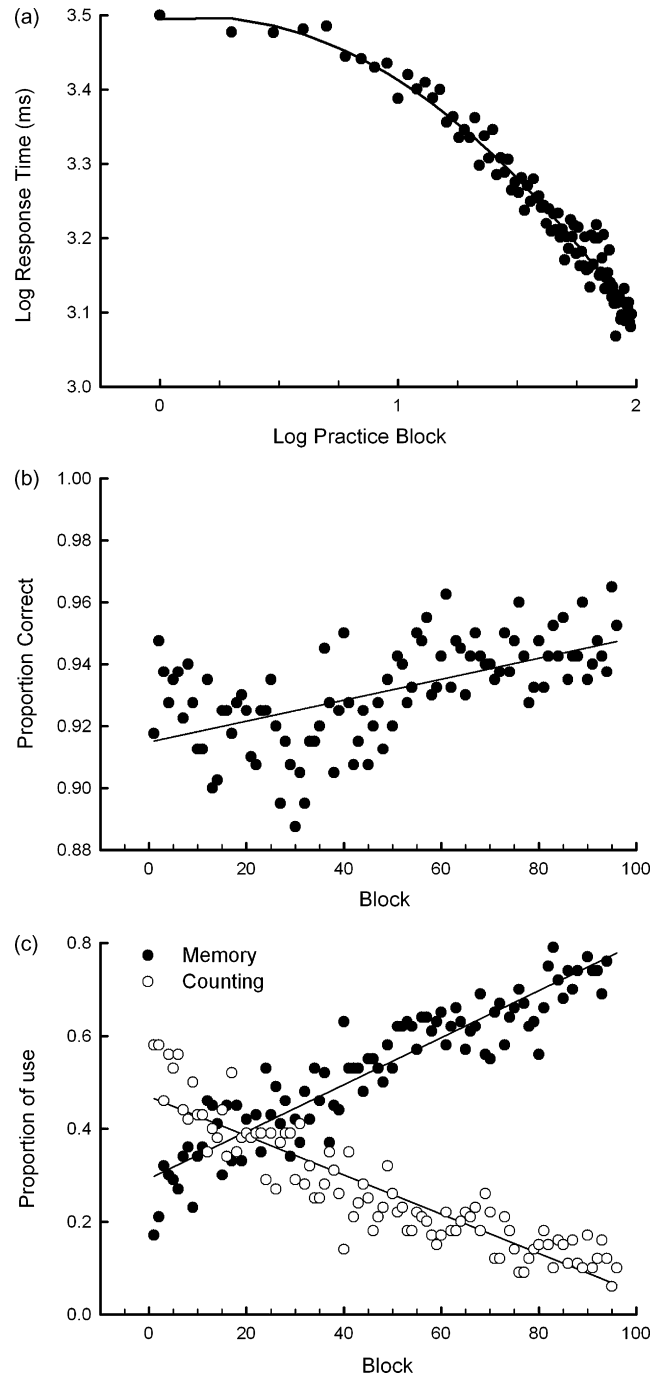 (a)
3.5
3.4
3.3
3.2
3.1
3.0
Log Response Time (ms)
0 1 2
Log Practice Block
(b)
1.00
0.98
0.96
0.94
0.92
0.90
0.88
Proportion Correct
0 20 40 60 80 100
Block
(c)
0.8
0.6
0.4
0.2
0.0
Proportion of use
Memory
Counting
0 20 40 60 80 100
Block